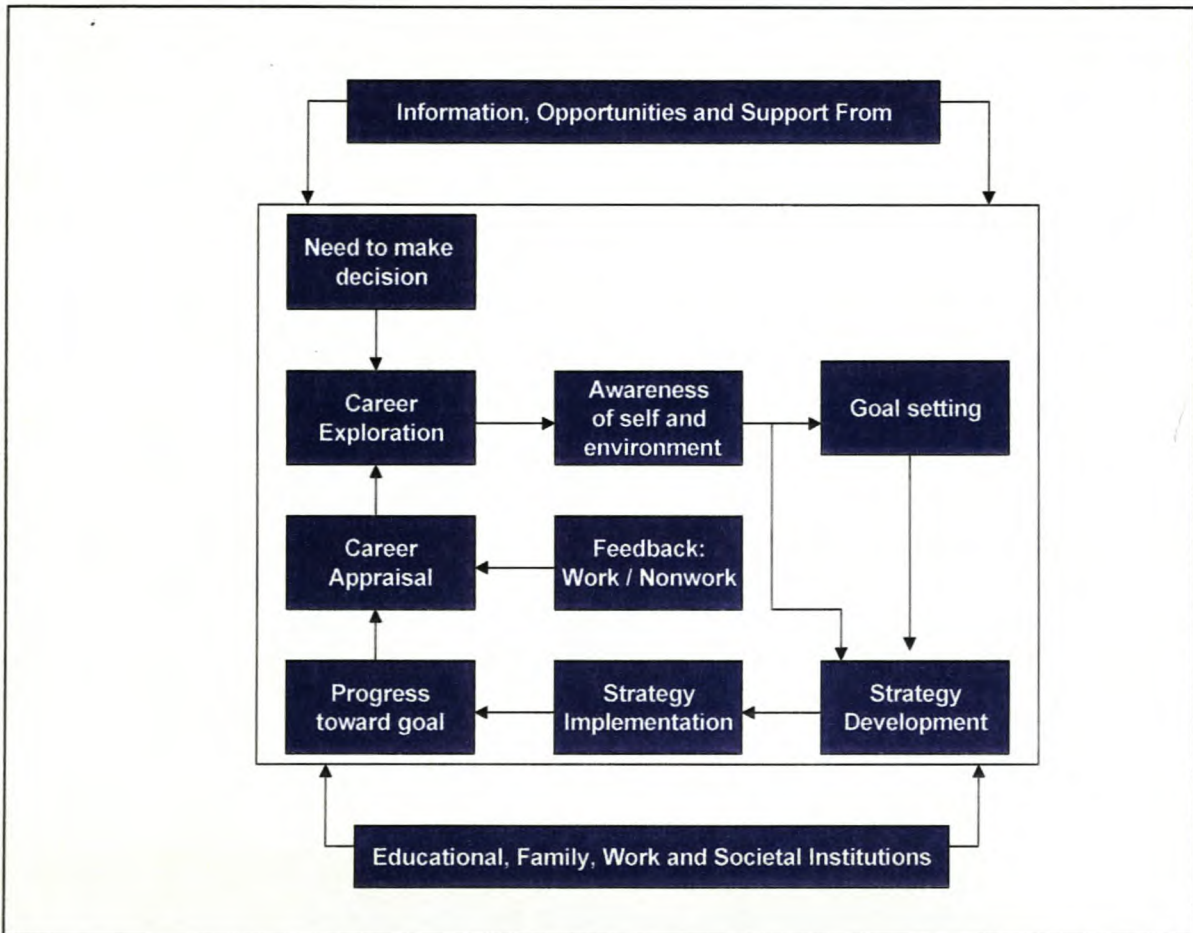 Information, Opportunities and Support From
Need to make
decision
Career
Exploration
Awareness
of self and
environment
Goal setting
Career
Appraisal
Feedback:
Work / Nonwork
Progress
toward goal
Strategy
Implementation
Strategy
Development
Educational, Family, Work and Societal Institutions